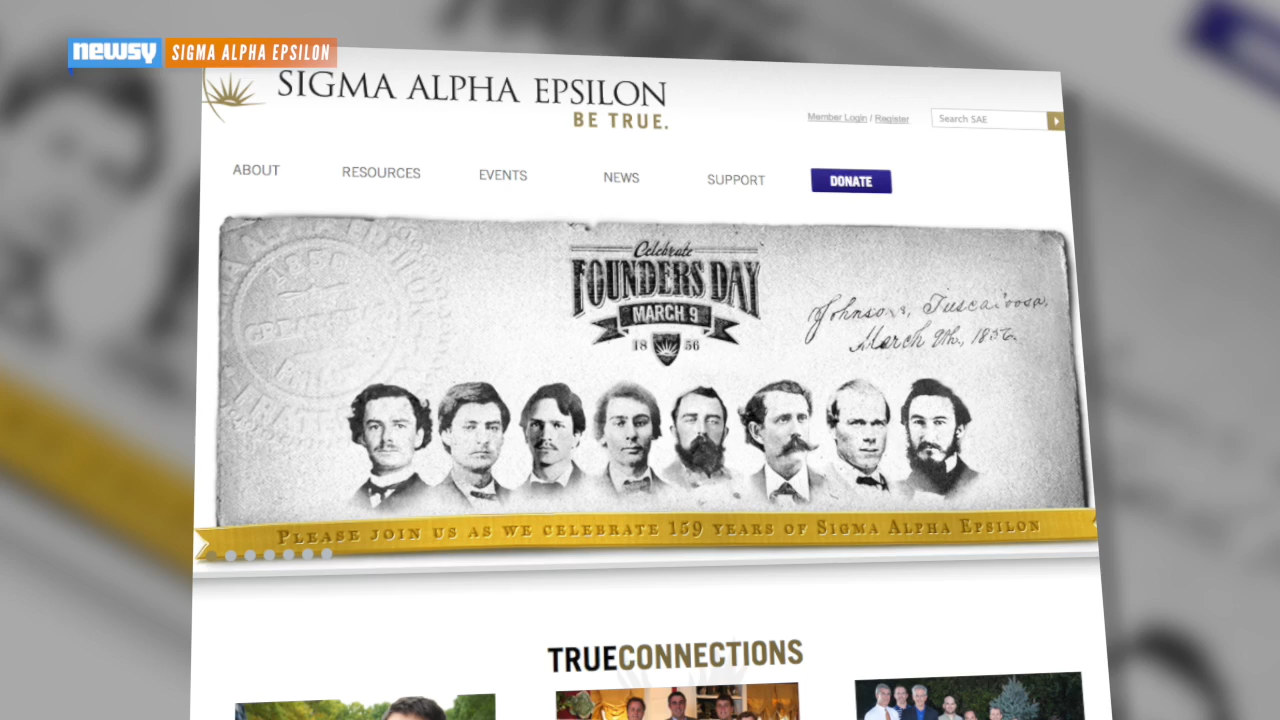 newsy SIGMA ALPHA EPSILON
SIGMA ALPHA EPSILON
BE TRUE.
Member Login / Register
Search SAE
ABOUT RESOURCES EVENTS NEWS SUPPORT DONATE
Celebrate
FOUNDERS DAY
MARCH 9
18 56
Johnson's, Tuscaloosa,
March 9th, 1856.
PLEASE JOIN US AS WE CELEBRATE 159 YEARS OF SIGMA ALPHA EPSILON
TRUECONNECTIONS